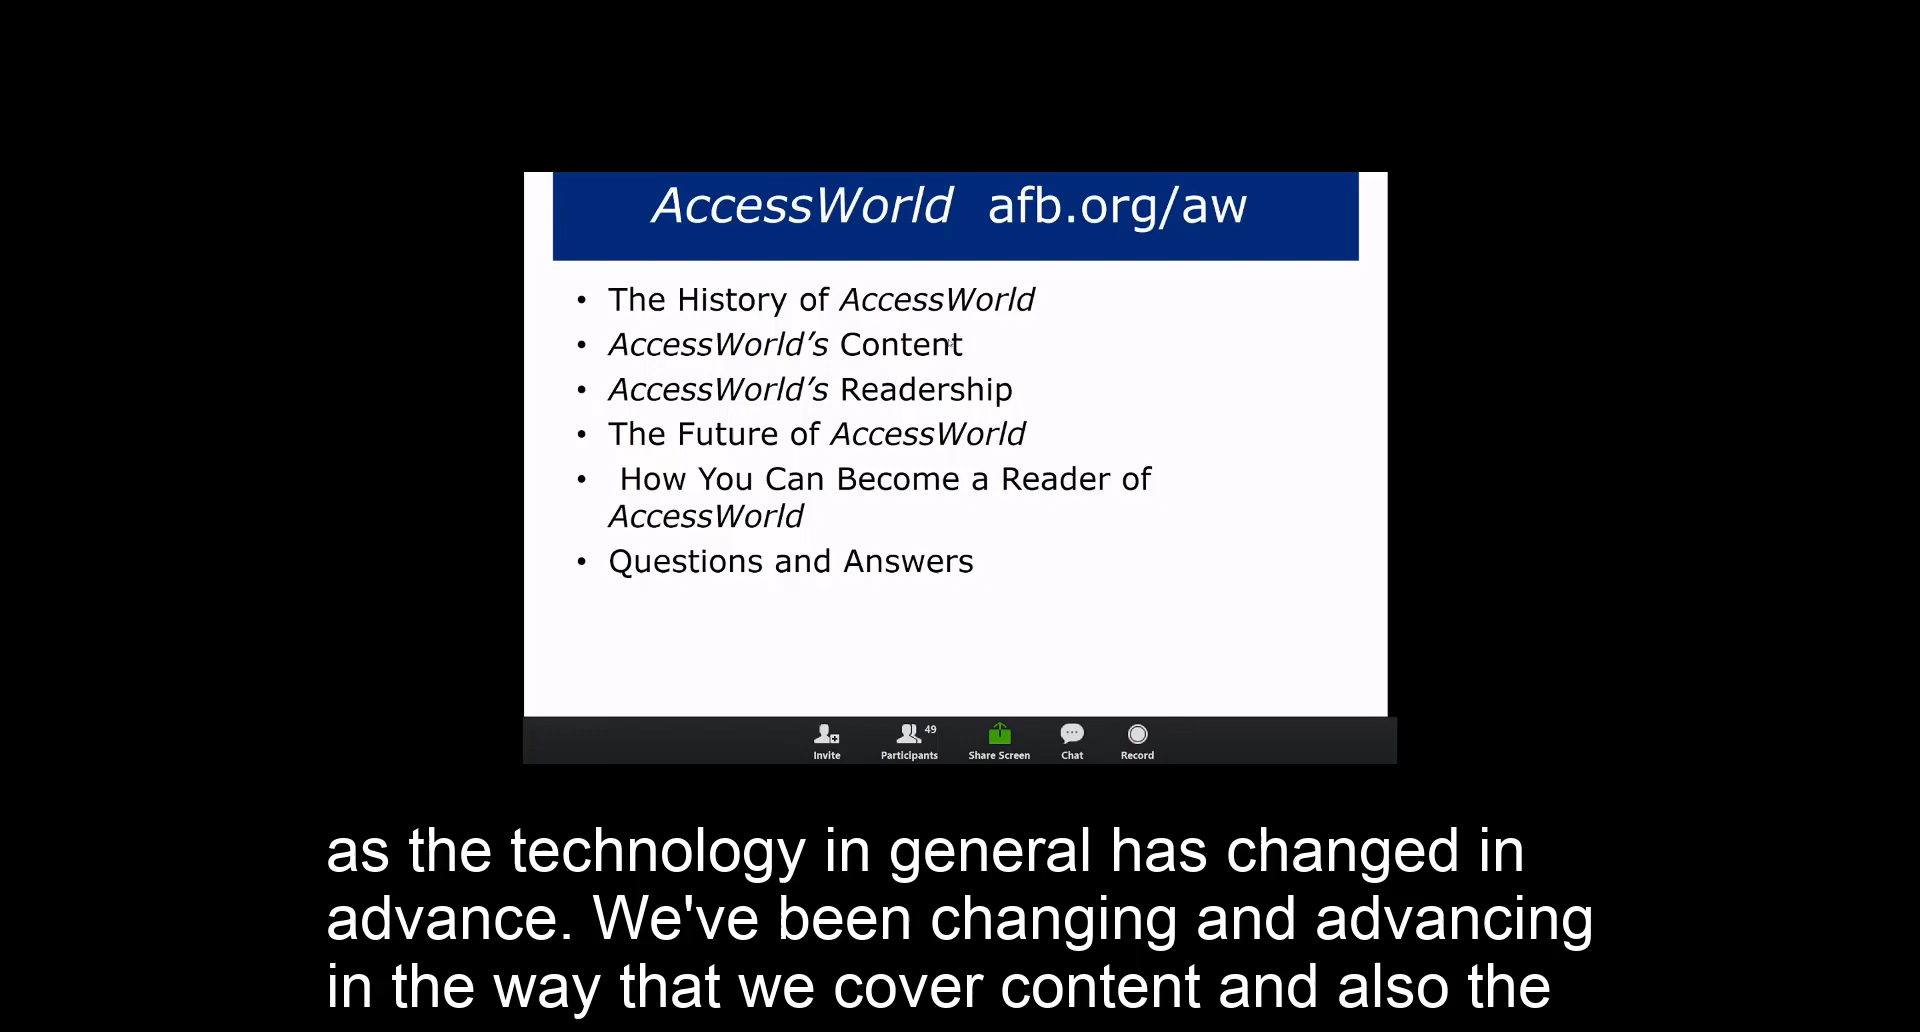 AccessWorld afb.org/aw
• The History of AccessWorld
• AccessWorld’s Content
• AccessWorld’s Readership
• The Future of AccessWorld
• How You Can Become a Reader of
AccessWorld
• Questions and Answers
49
Invite Participants Share Screen Chat Record
as the technology in general has changed in
advance. We've been changing and advancing
in the way that we cover content and also the